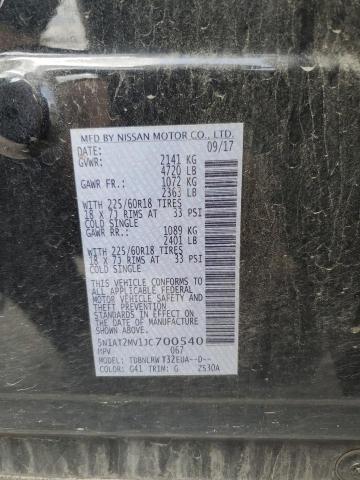 MFD BY NISSAN MOTOR CO., LTD.
09/17
GVWR: 2141 KG
4720 LB
GAWR FR.: 1072 KG
2363 LB
WITH 225/60R18 TIRES
18 X 7J RIMS AT 33 PSI
COLD SINGLE
GAWR RR.: 1089 KG
2401 LB
WITH 225/60R18 TIRES
18 X 7J RIMS AT 33 PSI
COLD SINGLE
THIS VEHICLE CONFORMS TO
ALL APPLICABLE FEDERAL
MOTOR VEHICLE SAFETY AND
THEFT PREVENTION
STANDARDS IN EFFECT ON
THE DATE OF MFR. SHOWN
ABOVE.
5N1AT2MV1JC700540
MPV 067
TYPE: TDBNLRW T32EUA--D--
COLOR: G41 TRIM: G ZS30A